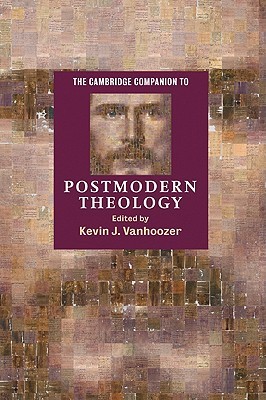 THE CAMBRIDGE COMPANION TO
POSTMODERN
THEOLOGY
Edited by
Kevin J. Vanhoozer